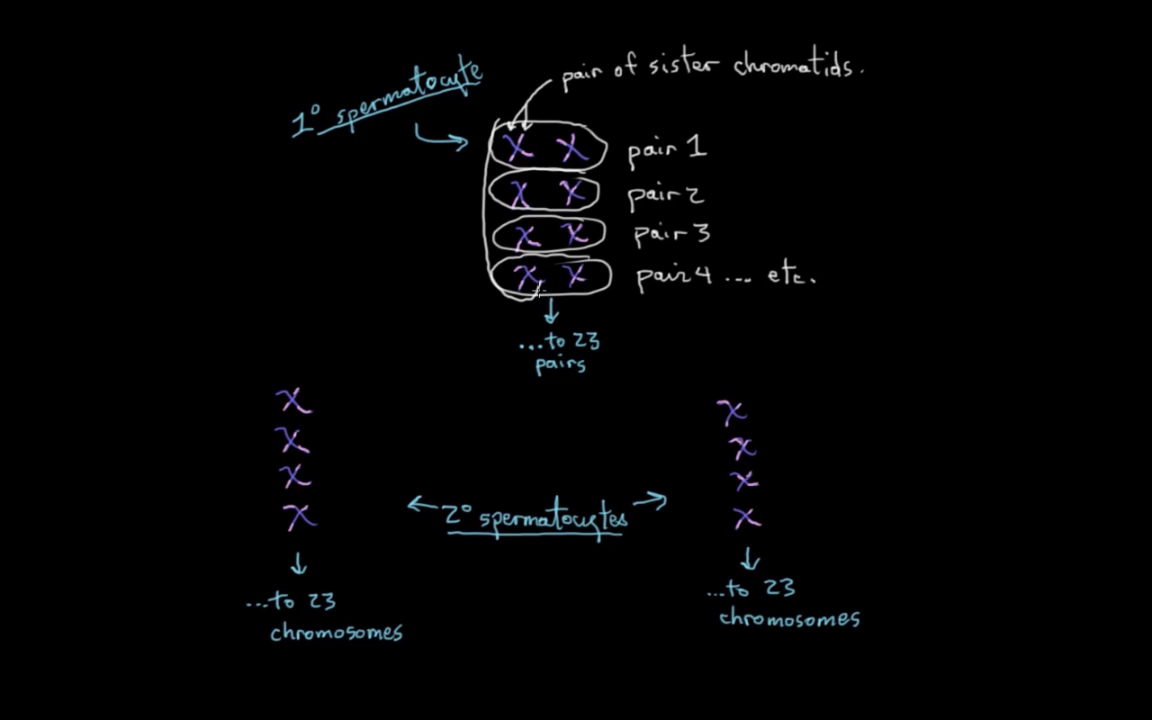 pair of sister chromatids.
1° spermatocyte
pair 1
pair 2
pair 3
pair 4 ... etc.
...to 23
pairs
2° spermatocytes
...to 23
chromosomes
...to 23
chromosomes